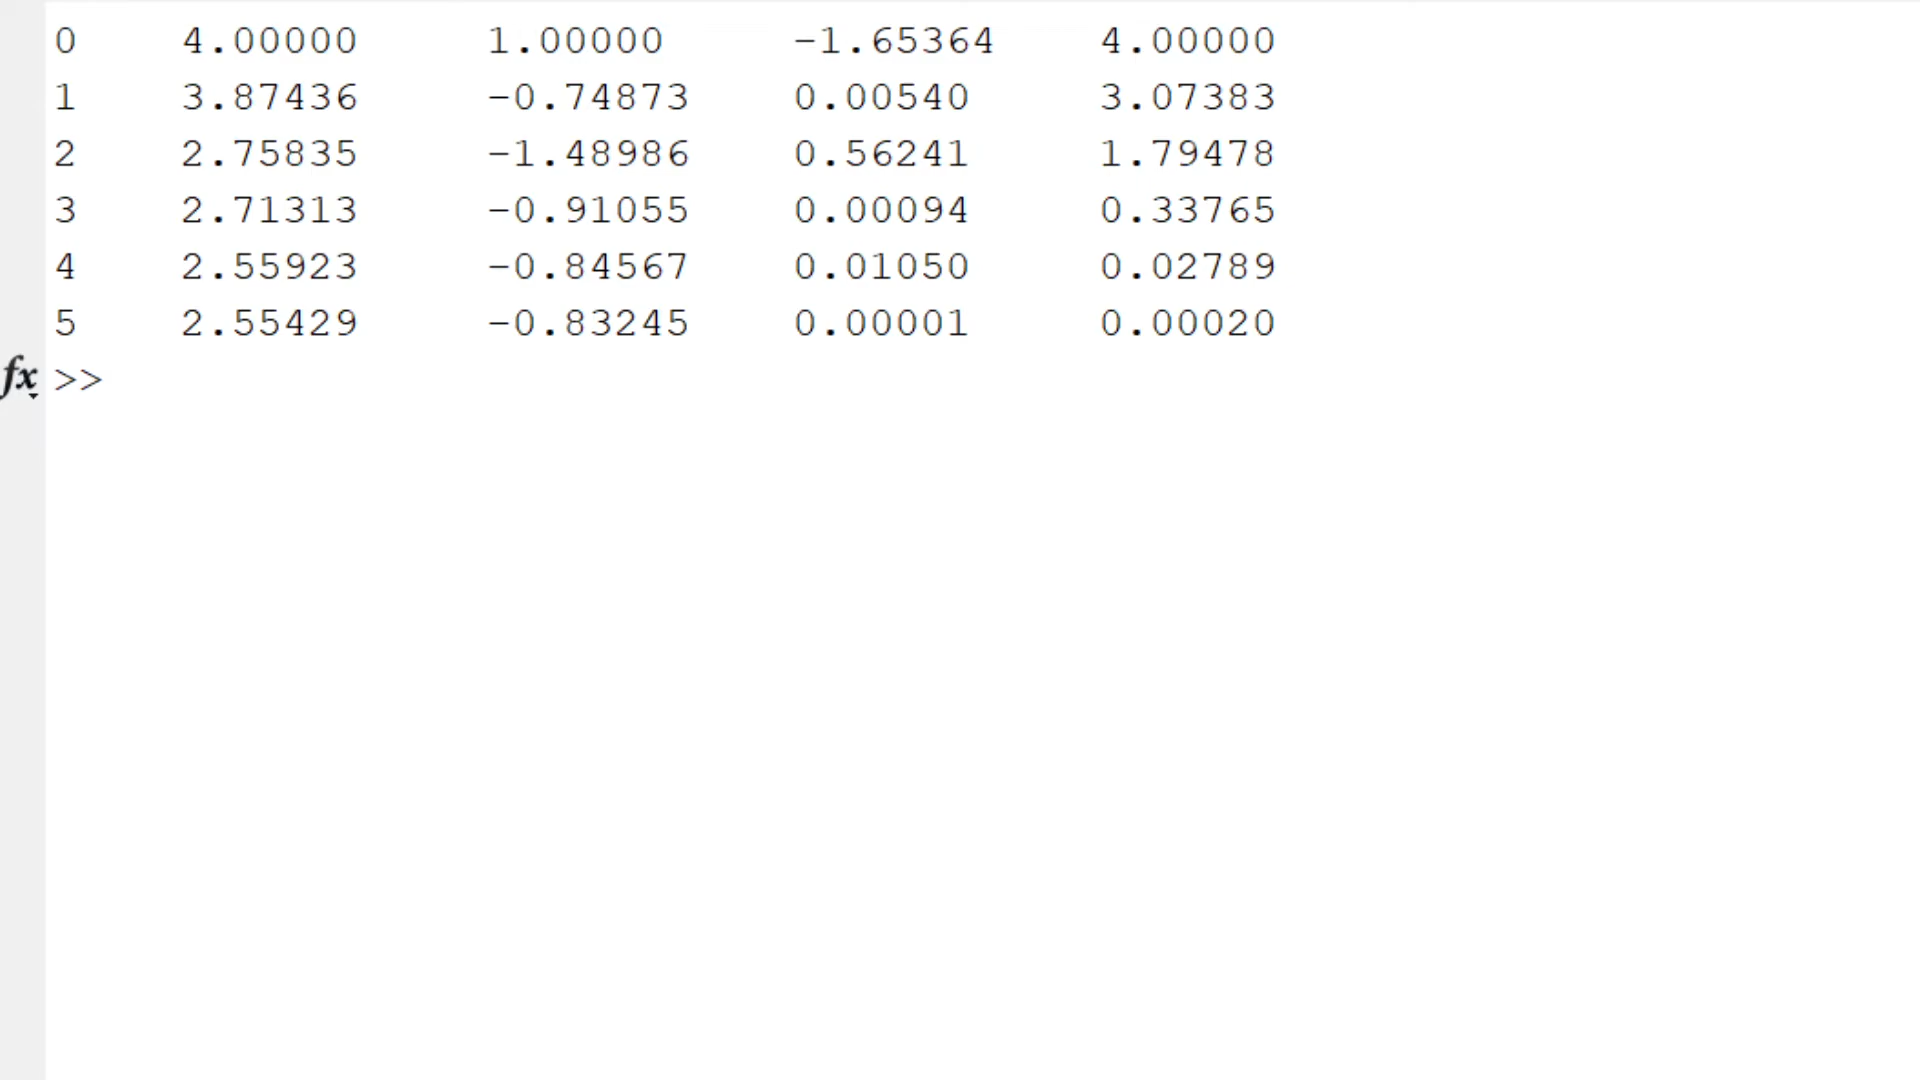 0 4.00000 1.00000 -1.65364 4.00000
1 3.87436 -0.74873 0.00540 3.07383
2 2.75835 -1.48986 0.56241 1.79478
3 2.71313 -0.91055 0.00094 0.33765
4 2.55923 -0.84567 0.01050 0.02789
5 2.55429 -0.83245 0.00001 0.00020
fx >>